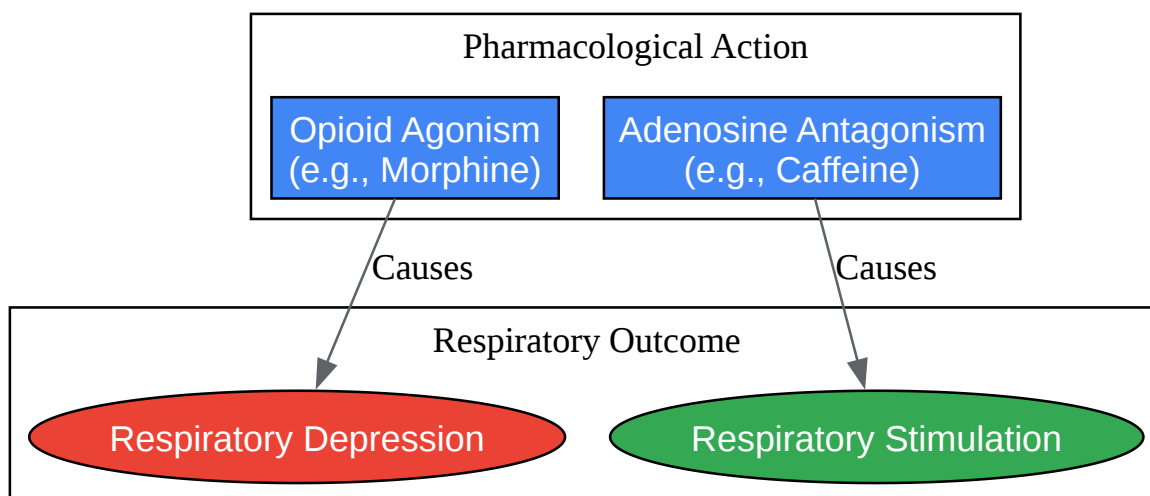 Pharmacological Action
Opioid Agonism
(e.g., Morphine)
Adenosine Antagonism
(e.g., Caffeine)
Causes
Causes
Respiratory Outcome
Respiratory Depression
Respiratory Stimulation